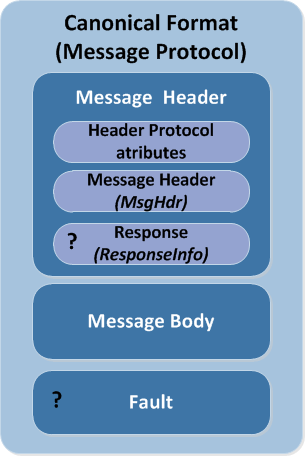 Canonical Format
(Message Protocol)
Message Header
Header Protocol
atributes
Message Header
(MsgHdr)
? Response
(ResponseInfo)
Message Body
? Fault